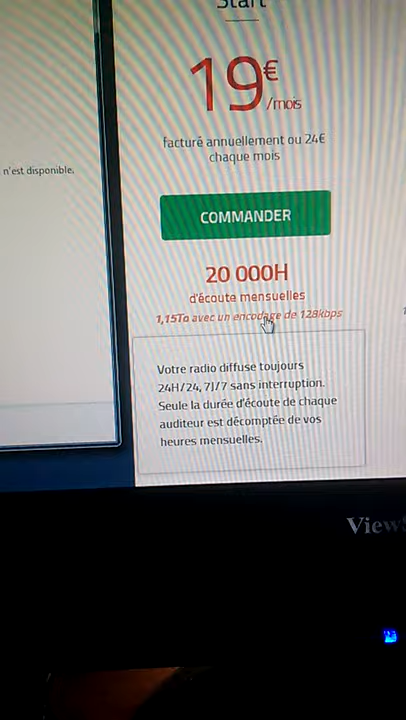 Start
19€
/mois
facturé annuellement ou 24€
chaque mois
n'est disponible.
COMMANDER
20 000H
d'écoute mensuelles
1,15To avec un encodage de 128kbps
Votre radio diffuse toujours
24H/24, 7J/7 sans interruption.
Seule la durée d'écoute de chaque
auditeur est décomptée de vos
heures mensuelles.